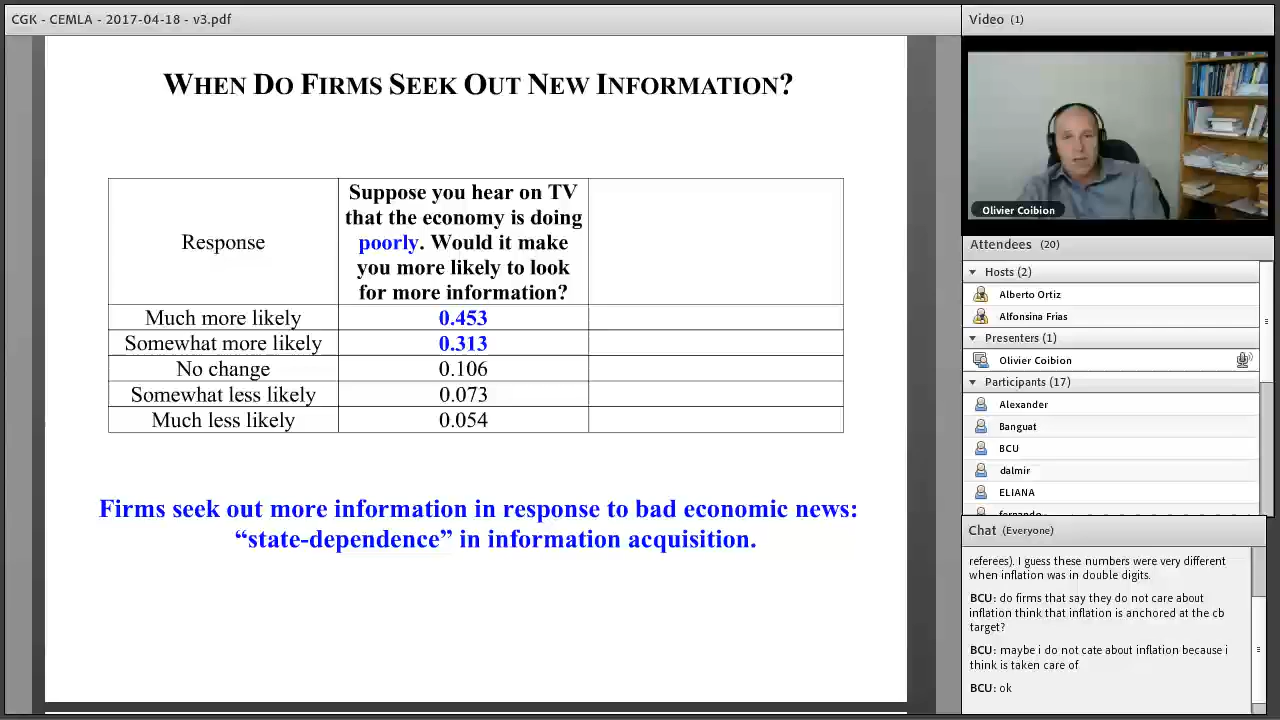 CGK - CEMLA - 2017-04-18 - v3.pdf
WHEN DO FIRMS SEEK OUT NEW INFORMATION?
Response
Suppose you hear on TV
that the economy is doing
poorly. Would it make
you more likely to look
for more information?
Much more likely 0.453
Somewhat more likely 0.313
No change 0.106
Somewhat less likely 0.073
Much less likely 0.054
Firms seek out more information in response to bad economic news:
“state-dependence” in information acquisition.
Video (1)
Olivier Coibion
Attendees (20)
Hosts (2)
Alberto Ortiz
Alfonsina Frias
Presenters (1)
Olivier Coibion
Participants (17)
Alexander
Banguat
BCU
dalmir
ELIANA
fernando
Chat (Everyone)
referees). I guess these numbers were very different
when inflation was in double digits.
BCU: do firms that say they do not care about
inflation think that inflation is anchored at the cb
target?
BCU: maybe i do not cate about inflation because i
think is taken care of
BCU: ok